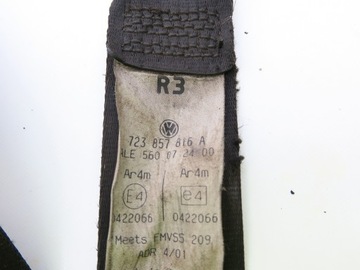 R3
723 857 816 A
ALE 560 07 24 00
Ar4m Ar4m
E4 e4
0422066 0422066
Meets FMVSS 209
ADR 4/01